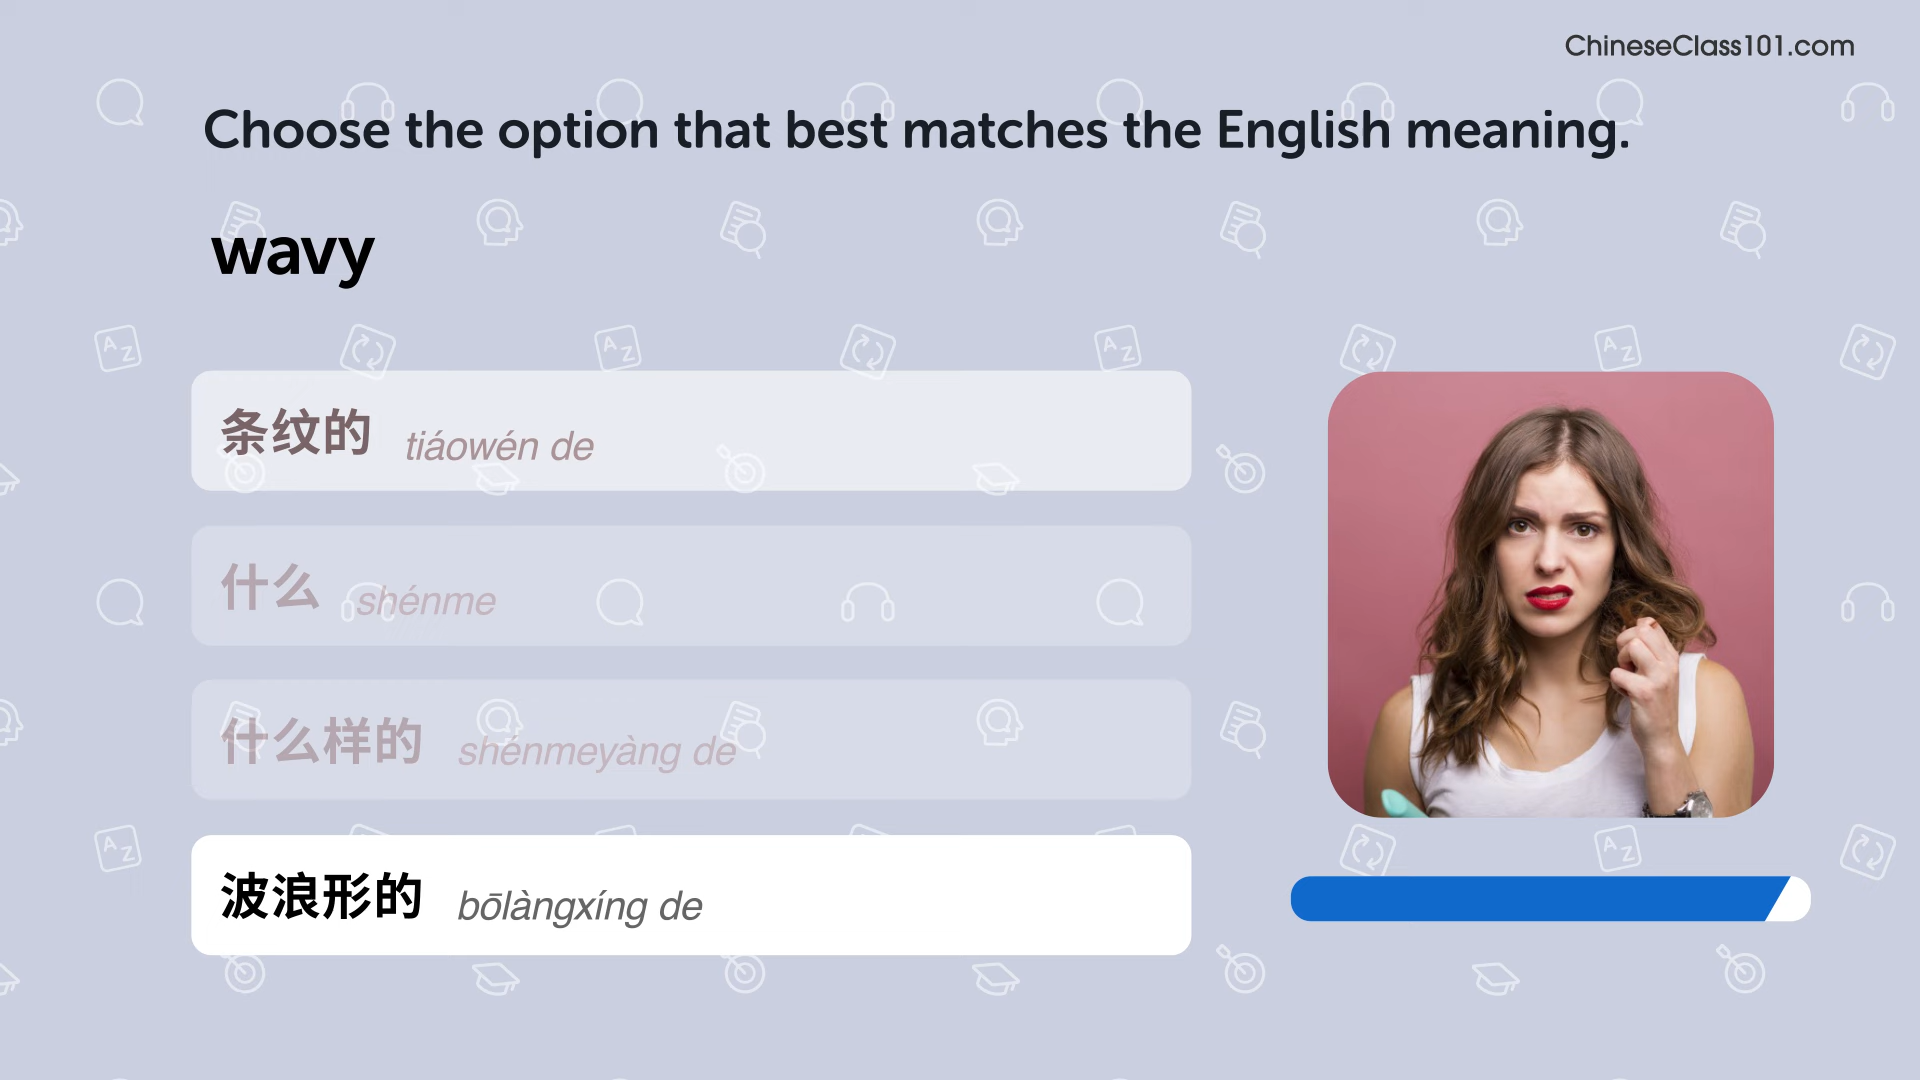 ChineseClass101.com
Choose the option that best matches the English meaning.
wavy
条纹的 tiáowén de
什么 shénme
什么样的 shénmeyàng de
波浪形的 bōlàngxíng de